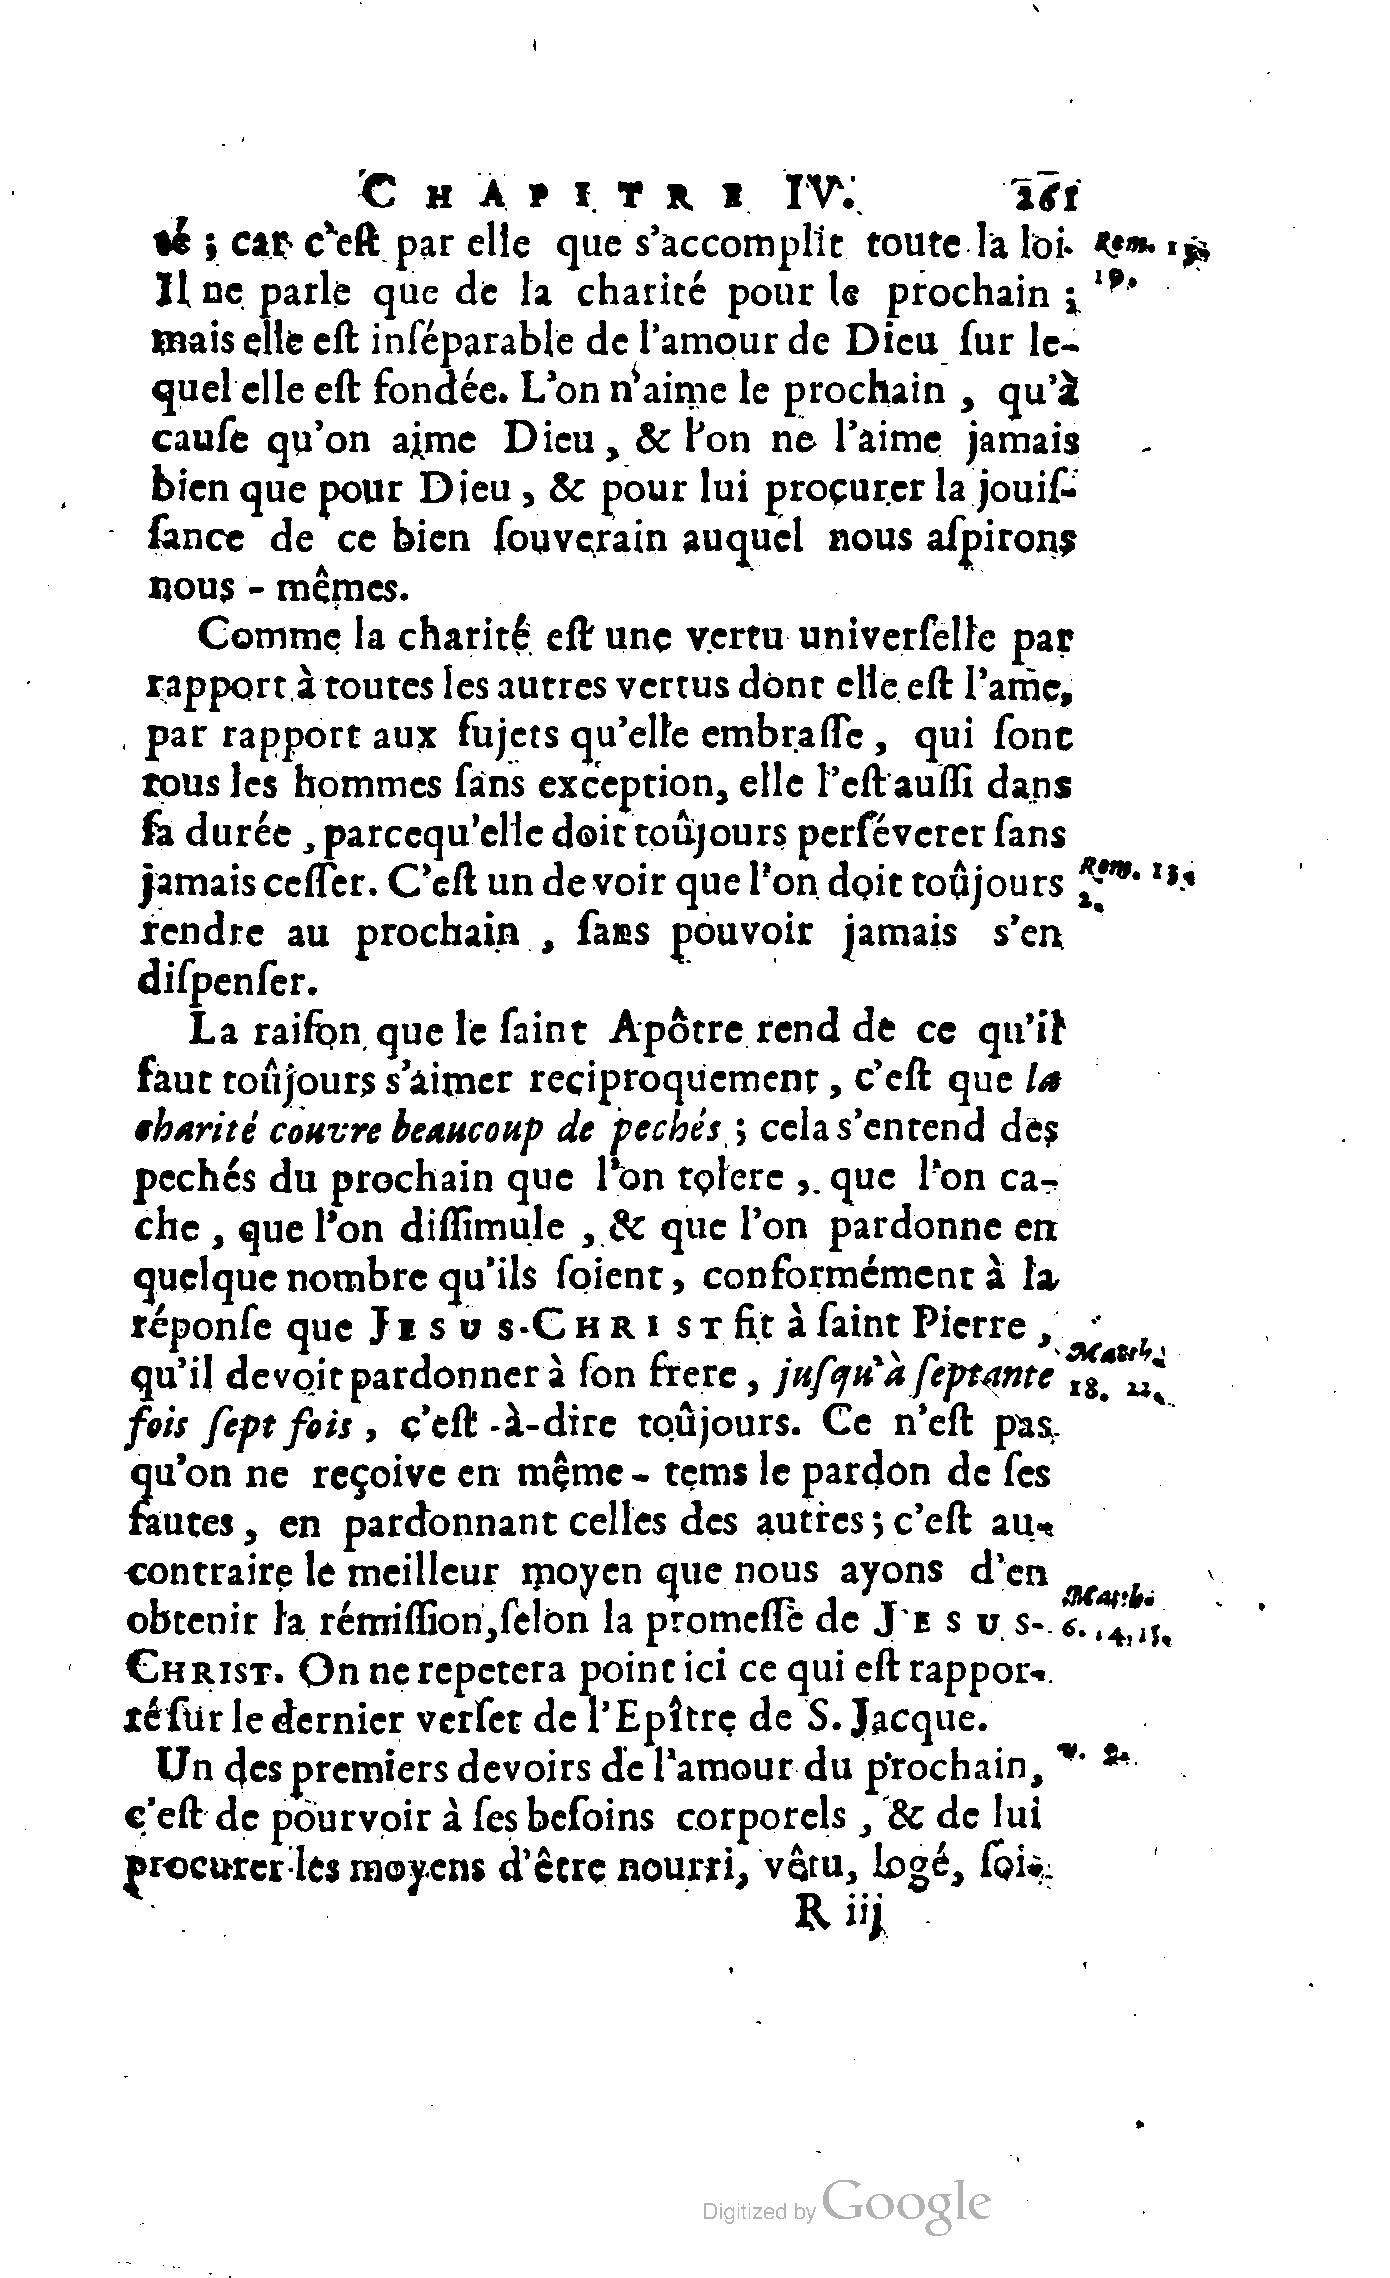 CHAPITRE IV. 261
té ; car c'eſt par elle que s'accomplit toute la loi. Rom. 13.
Il ne parle que de la charité pour le prochain ; 19.
mais elle eſt inſéparable de l'amour de Dieu ſur le-
quel elle eſt fondée. L'on n'aime le prochain , qu'à
cauſe qu'on aime Dieu , & l'on ne l'aime jamais
bien que pour Dieu , & pour lui procurer la jouiſ-
ſance de ce bien ſouverain auquel nous aſpirons
nous - mêmes.
Comme la charité eſt une vertu univerſelle par
rapport à toutes les autres vertus dont elle eſt l'ame,
par rapport aux ſujets qu'elle embraſſe , qui ſont
tous les hommes ſans exception, elle l'eſt auſſi dans
ſa durée , parcequ'elle doit toûjours perſéverer ſans
jamais ceſſer. C'eſt un devoir que l'on doit toûjours Rom. 13.
rendre au prochain , ſans pouvoir jamais s'en 2.
diſpenſer.
La raiſon que le ſaint Apôtre rend de ce qu'il
faut toûjours s'aimer reciproquement , c'eſt que la
charité couvre beaucoup de pechés ; cela s'entend des
pechés du prochain que l'on tolere , que l'on ca-
che , que l'on diſſimule , & que l'on pardonne en
quelque nombre qu'ils ſoient , conformément à la
réponſe que JESUS-CHRIST fit à ſaint Pierre ,
qu'il devoit pardonner à ſon frere , juſqu'à ſeptante Matth.
18. 22.
fois ſept fois , c'eſt -à-dire toûjours. Ce n'eſt pas
qu'on ne reçoive en même - tems le pardon de ſes
fautes , en pardonnant celles des autres ; c'eſt au-
contraire le meilleur moyen que nous ayons d'en
obtenir la rémiſſion, ſelon la promeſſe de JESUS- Matth.
6. 14, 15.
CHRIST. On ne repetera point ici ce qui eſt rappor-
té ſur le dernier verſet de l'Epître de S. Jacque.
Un des premiers devoirs de l'amour du prochain, v. 9.
c'eſt de pourvoir à ſes beſoins corporels , & de lui
procurer les moyens d'être nourri, vêtu, logé, ſoi-
R iij
Digitized by Google